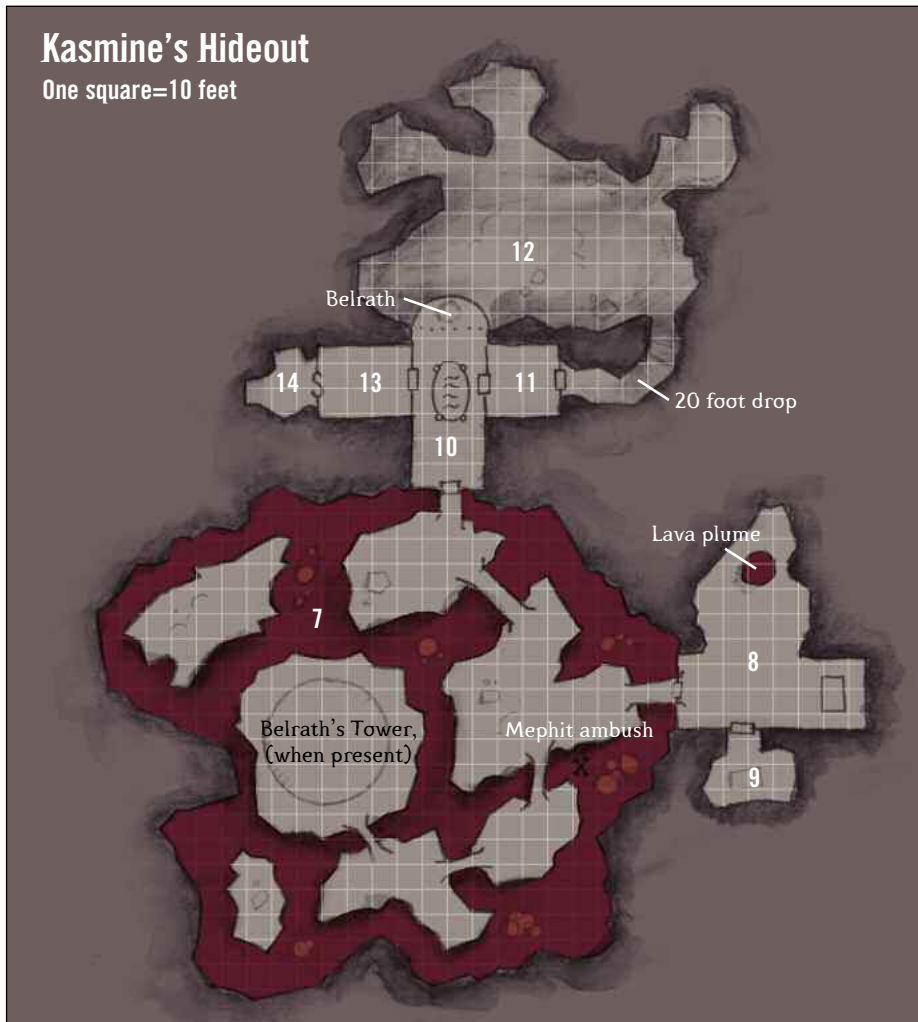 Kasmine's Hideout
One square=10 feet
12
Belrath
14
13
11
20 foot drop
10
Lava plume
7
8
Belrath's Tower,
(when present)
Mephit ambush
9